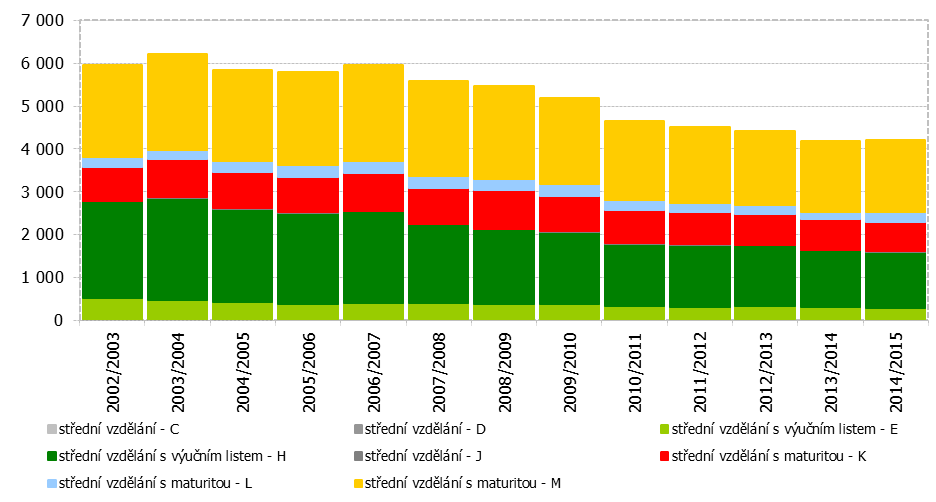 7 000
6 000
5 000
4 000
3 000
2 000
1 000
0
2002/2003
2003/2004
2004/2005
2005/2006
2006/2007
2007/2008
2008/2009
2009/2010
2010/2011
2011/2012
2012/2013
2013/2014
2014/2015
střední vzdělání - C
střední vzdělání - D
střední vzdělání s výučním listem - E
střední vzdělání s výučním listem - H
střední vzdělání - J
střední vzdělání s maturitou - K
střední vzdělání s maturitou - L
střední vzdělání s maturitou - M